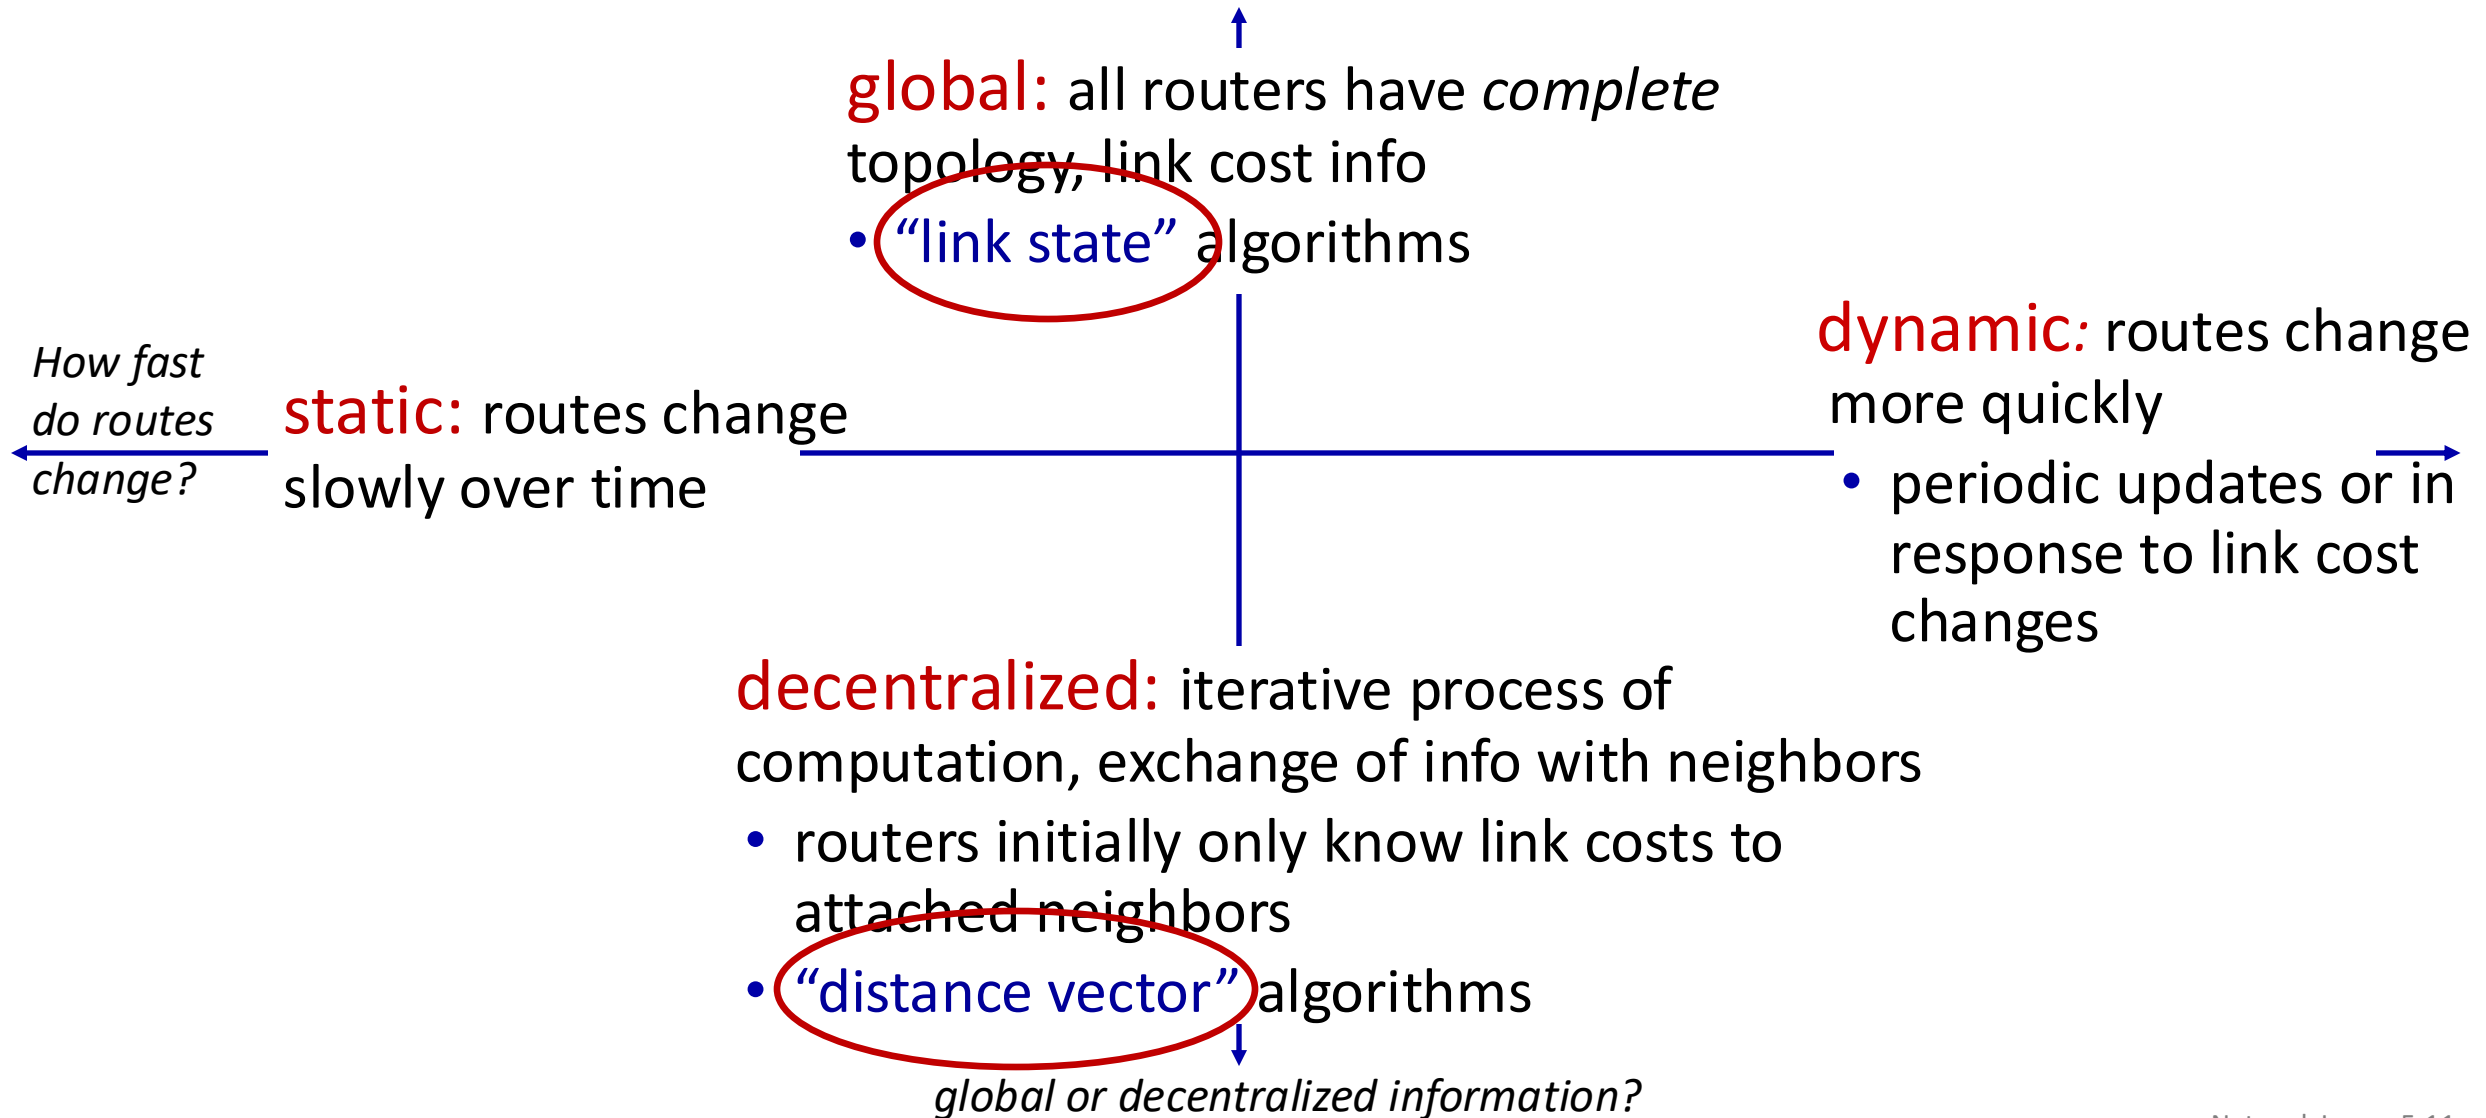 global: all routers have complete
topology, link cost info
• “link state” algorithms
How fast
do routes
change?
static: routes change
slowly over time
dynamic: routes change
more quickly
• periodic updates or in
response to link cost
changes
decentralized: iterative process of
computation, exchange of info with neighbors
• routers initially only know link costs to
attached neighbors
• “distance vector” algorithms
global or decentralized information?